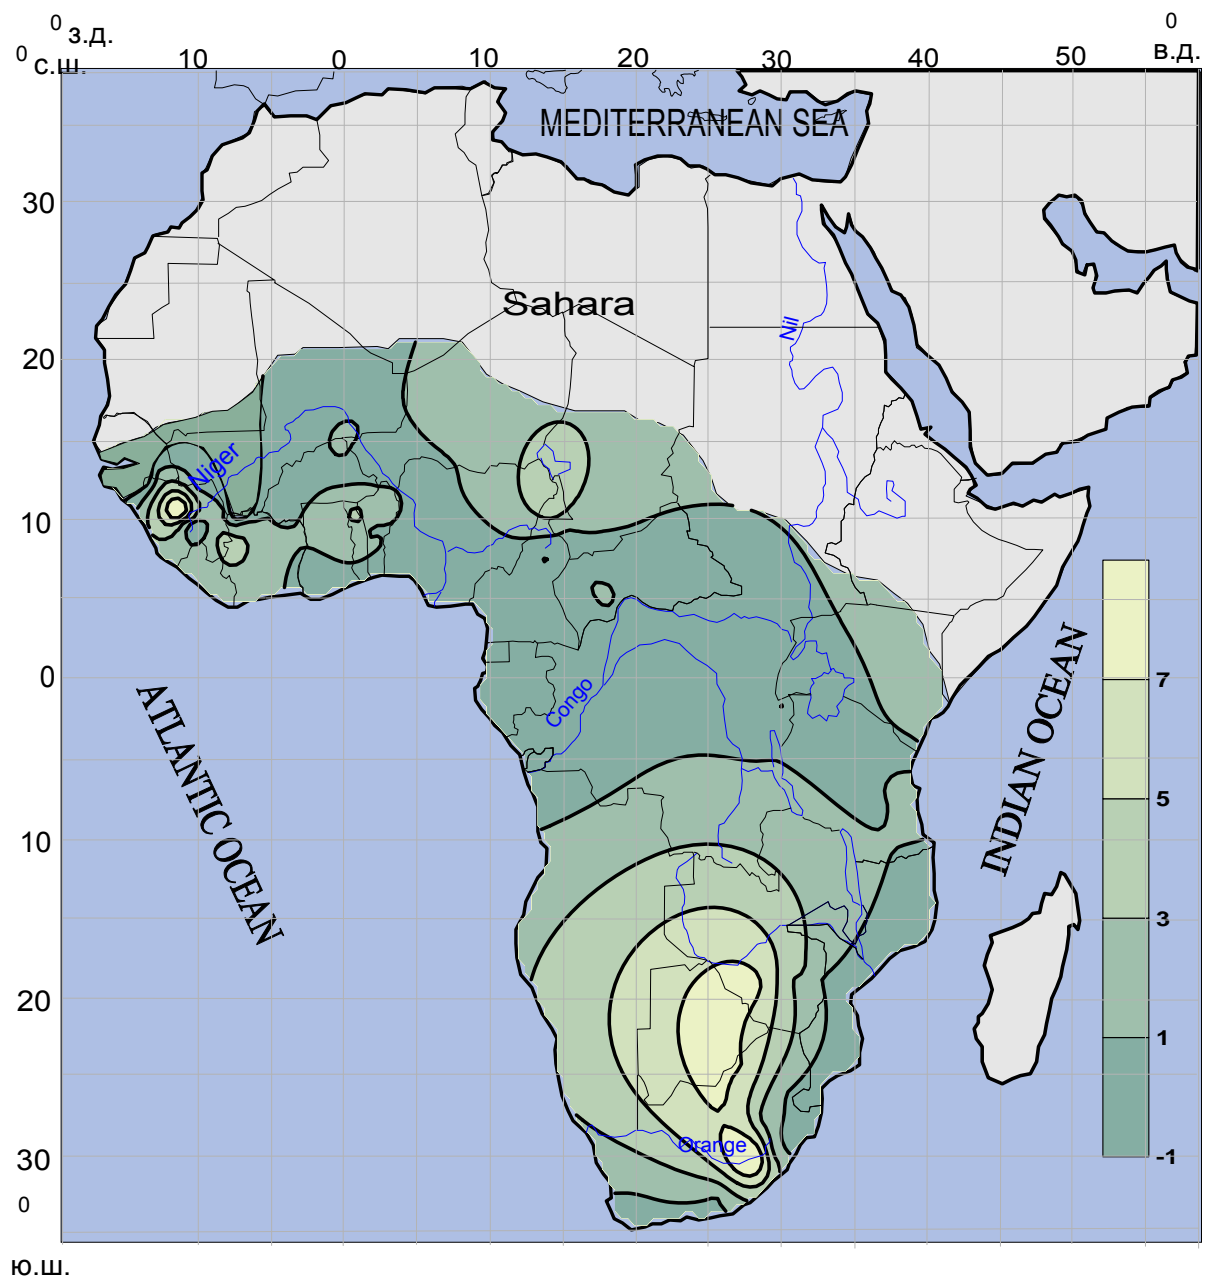 0 з.д.
0
0 с.ш.
10 0 10 20 30 40 50
в.д.
MEDITERRANEAN SEA
30
Sahara
Nil
20
Niger
10
0
Congo
ATLANTIC OCEAN
INDIAN OCEAN
7
5
10
3
20
1
Orange
30
-1
0
ю.ш.